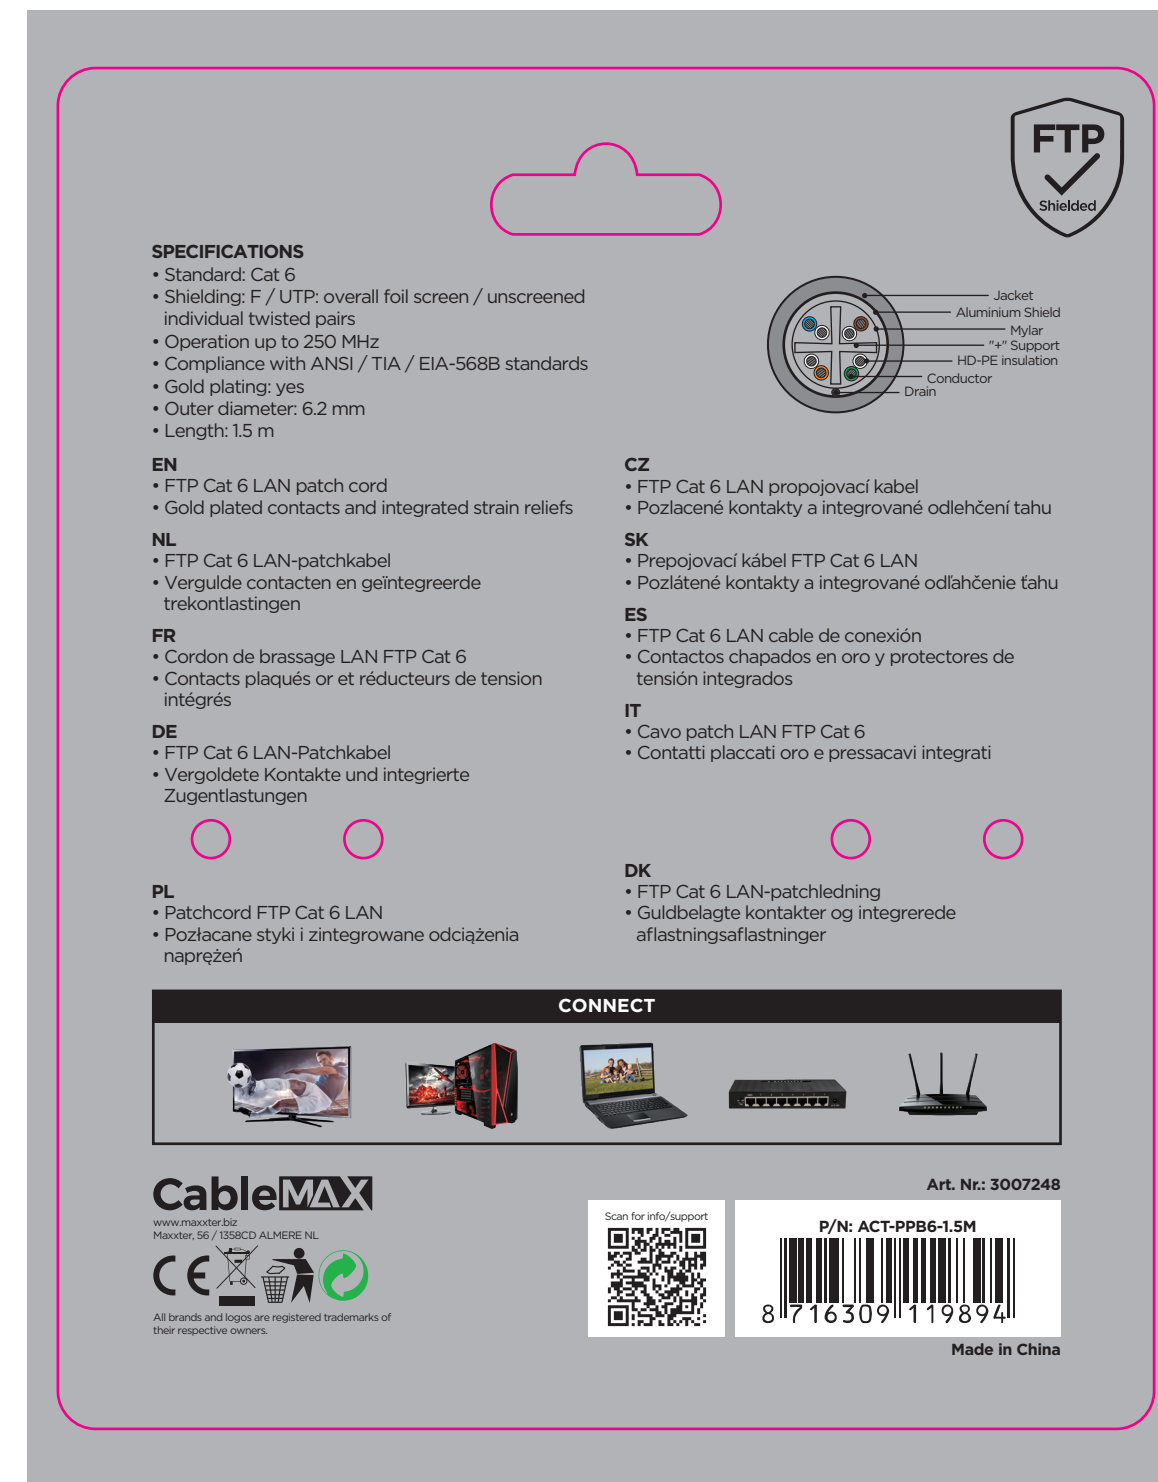 FTP
Shielded
SPECIFICATIONS
• Standard: Cat 6
• Shielding: F / UTP: overall foil screen / unscreened
individual twisted pairs
• Operation up to 250 MHz
• Compliance with ANSI / TIA / EIA-568B standards
• Gold plating: yes
• Outer diameter: 6.2 mm
• Length: 1.5 m
Jacket
Aluminium Shield
Mylar
"+" Support
HD-PE insulation
Conductor
Drain
EN
• FTP Cat 6 LAN patch cord
• Gold plated contacts and integrated strain reliefs
NL
• FTP Cat 6 LAN-patchkabel
• Vergulde contacten en geïntegreerde
trekontlastingen
FR
• Cordon de brassage LAN FTP Cat 6
• Contacts plaqués or et réducteurs de tension
intégrés
DE
• FTP Cat 6 LAN-Patchkabel
• Vergoldete Kontakte und integrierte
Zugentlastungen
PL
• Patchcord FTP Cat 6 LAN
• Pozłacane styki i zintegrowane odciążenia
naprężeń
CZ
• FTP Cat 6 LAN propojovací kabel
• Pozlacené kontakty a integrované odlehčení tahu
SK
• Prepojovací kábel FTP Cat 6 LAN
• Pozlátené kontakty a integrované odľahčenie ťahu
ES
• FTP Cat 6 LAN cable de conexión
• Contactos chapados en oro y protectores de
tensión integrados
IT
• Cavo patch LAN FTP Cat 6
• Contatti placcati oro e pressacavi integrati
DK
• FTP Cat 6 LAN-patchledning
• Guldbelagte kontakter og integrerede
aflastningsaflastninger
CONNECT
CableMAX
www.maxxter.biz
Maxxter, 56 / 1358CD ALMERE NL
CE
All brands and logos are registered trademarks of
their respective owners.
Scan for info/support
Art. Nr.: 3007248
P/N: ACT-PPB6-1.5M
8 716309 119894
Made in China